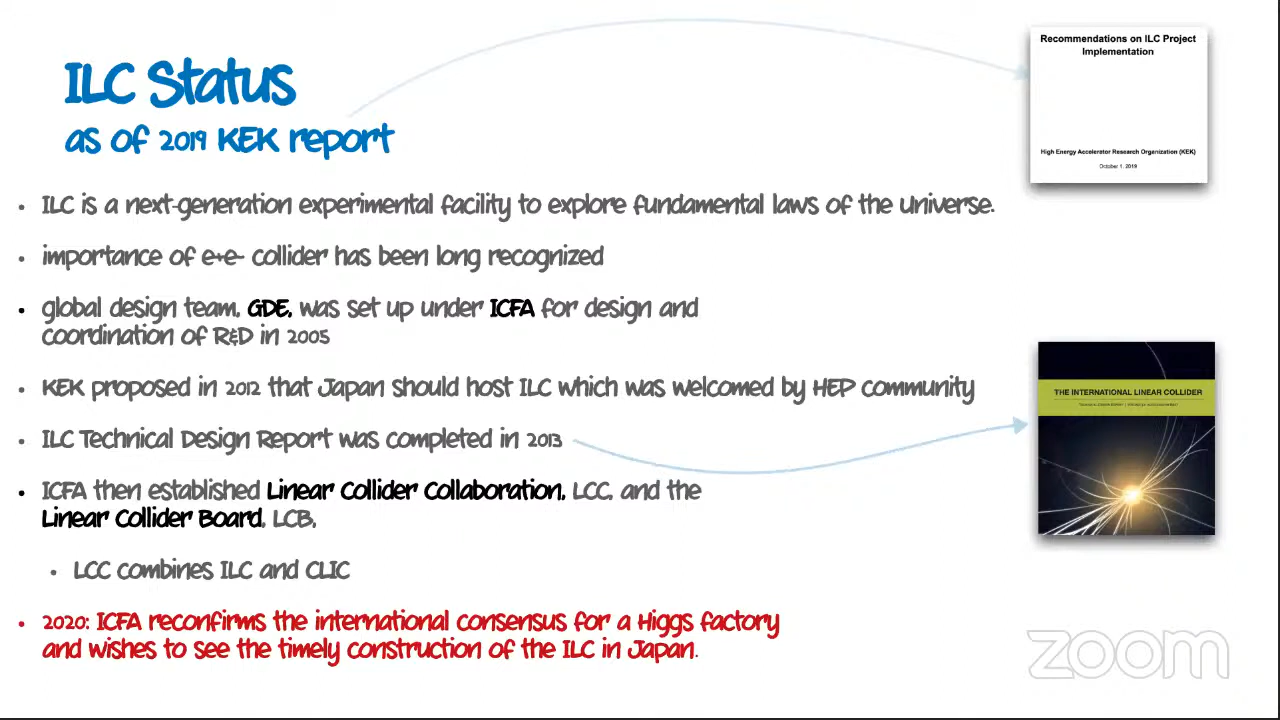 ILC Status
as of 2019 KEK report
Recommendations on ILC Project
Implementation
High Energy Accelerator Research Organization (KEK)
October 1, 2019
• ILC is a next-generation experimental facility to explore fundamental laws of the Universe.
• importance of e+e- collider has been long recognized
• global design team, GDE, was set up under ICFA for design and
coordination of R&D in 2005
• KEK proposed in 2012 that Japan should host ILC which was welcomed by HEP community
• ILC Technical Design Report was completed in 2013
THE INTERNATIONAL LINEAR COLLIDER
• ICFA then established Linear Collider Collaboration, LCC, and the
Linear Collider Board, LCB,
• LCC combines ILC and CLIC
• 2020: ICFA reconfirms the international consensus for a Higgs factory
and wishes to see the timely construction of the ILC in Japan.
zoom